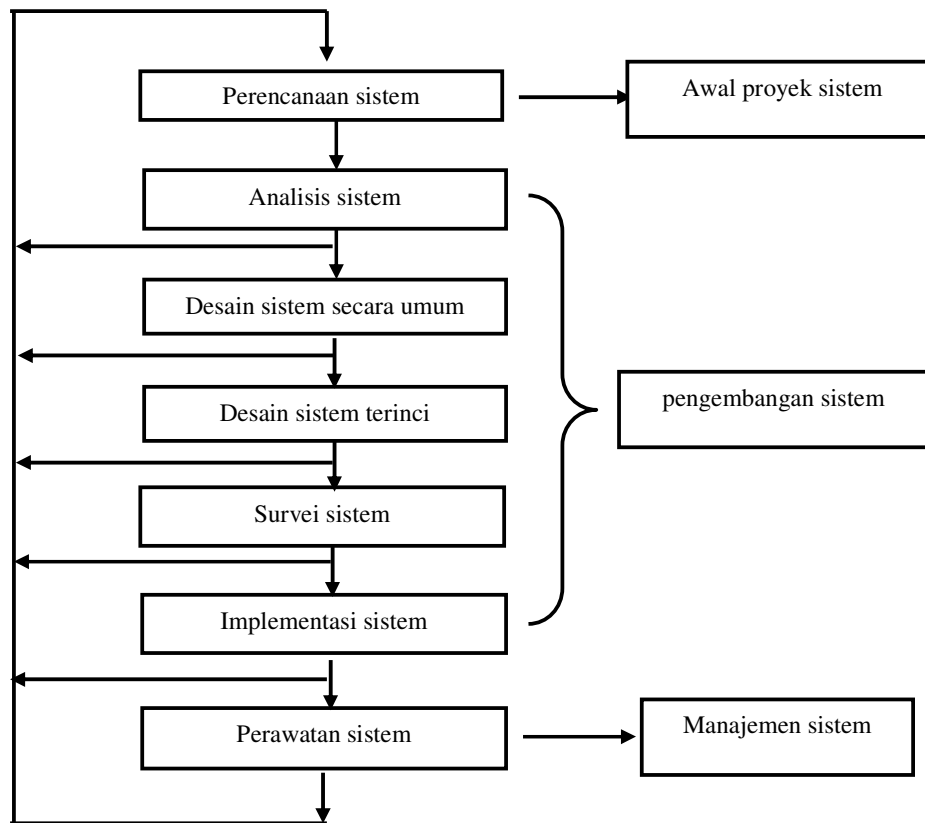 Perencanaan sistem
Awal proyek sistem
Analisis sistem
Desain sistem secara umum
Desain sistem terinci
pengembangan sistem
Survei sistem
Implementasi sistem
Perawatan sistem
Manajemen sistem